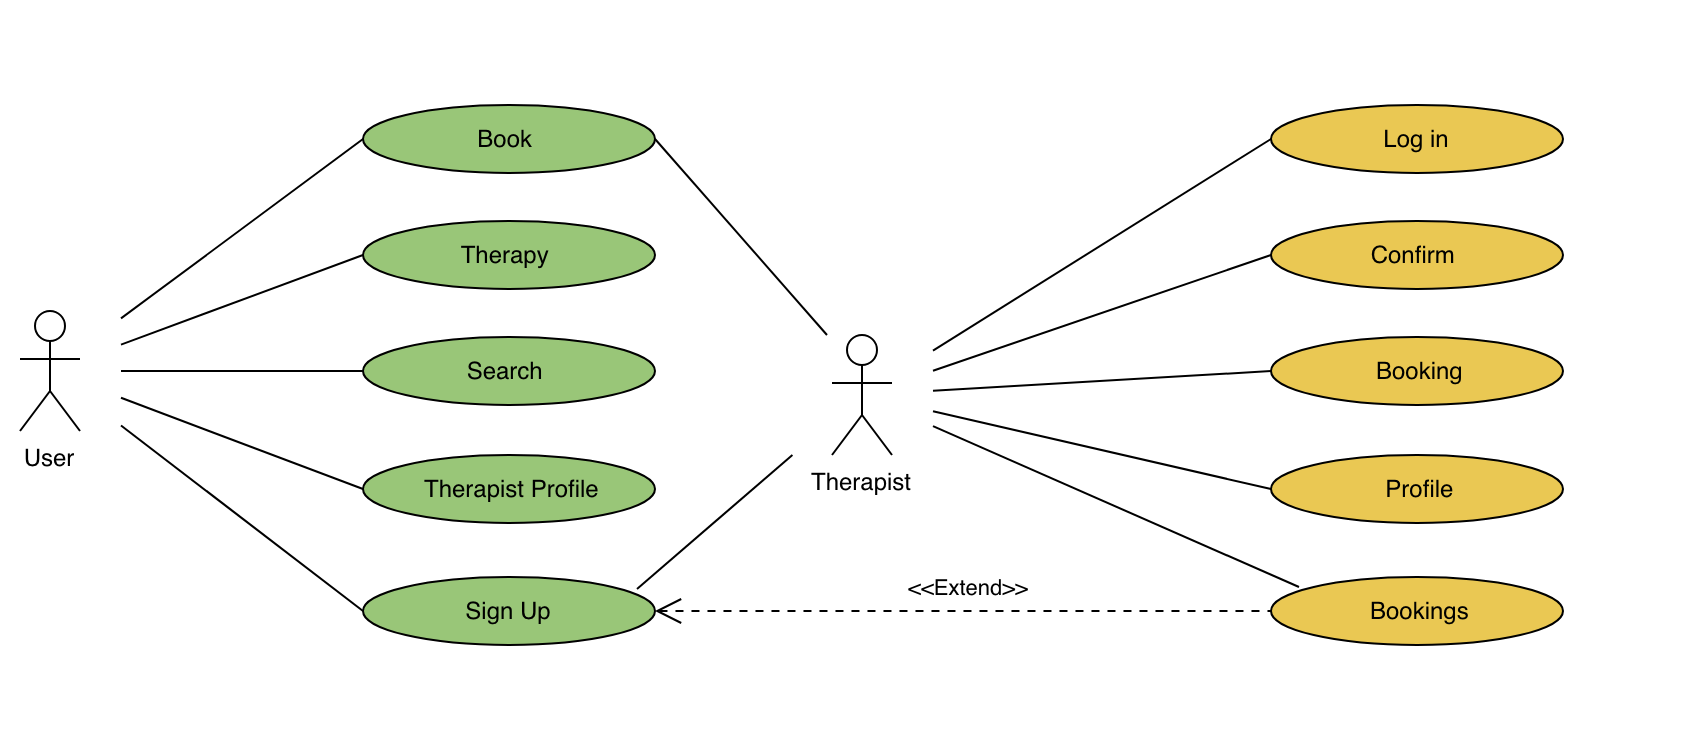 User
Book
Therapy
Search
Therapist Profile
Sign Up
Therapist
<<Extend>>
Log in
Confirm
Booking
Profile
Bookings